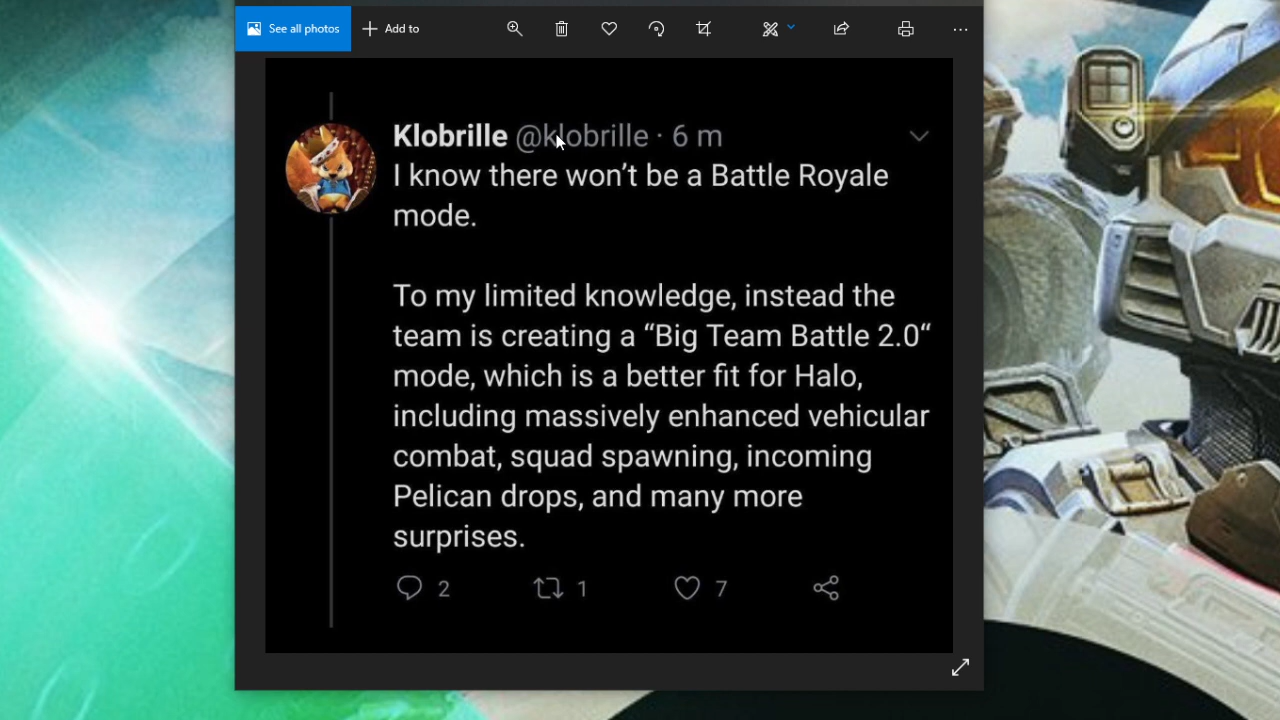 See all photos
Add to
Klobrille @klobrille · 6 m
I know there won’t be a Battle Royale
mode.
To my limited knowledge, instead the
team is creating a “Big Team Battle 2.0“
mode, which is a better fit for Halo,
including massively enhanced vehicular
combat, squad spawning, incoming
Pelican drops, and many more
surprises.
2 1 7